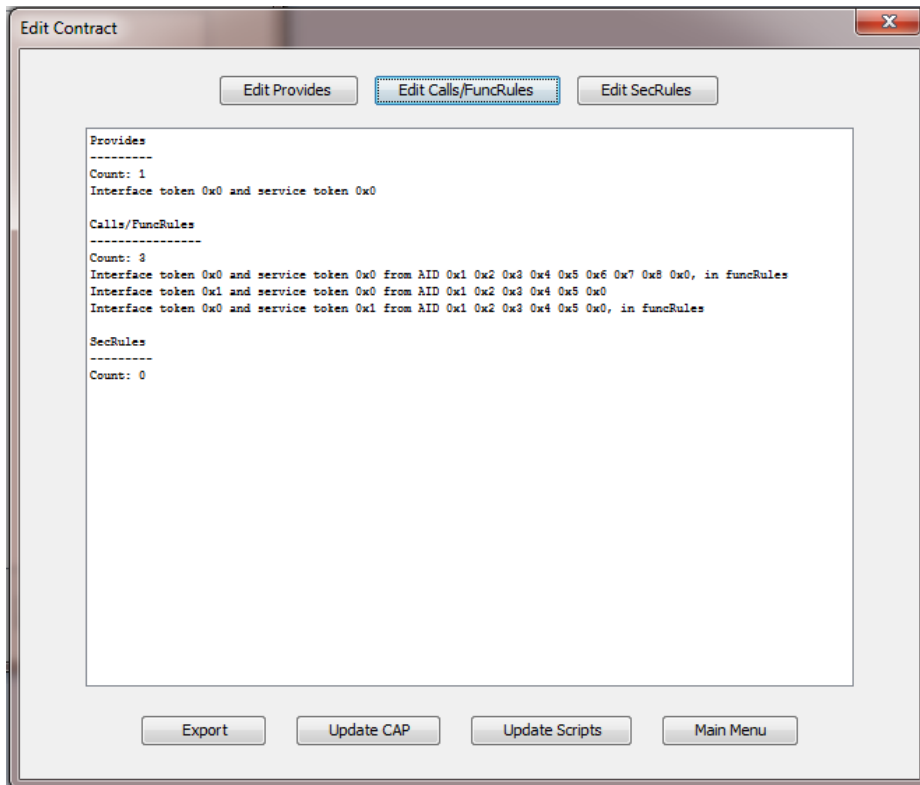 Edit Contract
X
Edit Provides Edit Calls/FuncRules Edit SecRules
Provides
---------
Count: 1
Interface token 0x0 and service token 0x0
Calls/FuncRules
----------------
Count: 3
Interface token 0x0 and service token 0x0 from AID 0x1 0x2 0x3 0x4 0x5 0x6 0x7 0x8 0x0, in funcRules
Interface token 0x1 and service token 0x0 from AID 0x1 0x2 0x3 0x4 0x5 0x0
Interface token 0x0 and service token 0x1 from AID 0x1 0x2 0x3 0x4 0x5 0x0, in funcRules
SecRules
---------
Count: 0
Export Update CAP Update Scripts Main Menu